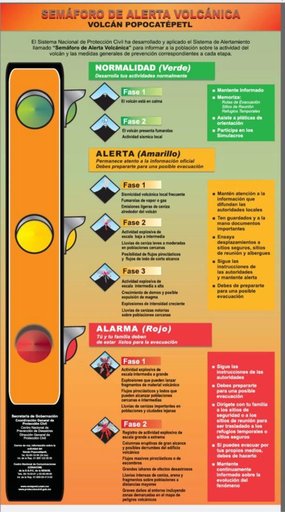 SEMÁFORO DE ALERTA VOLCÁNICA
VOLCÁN POPOCATÉPETL
El Sistema Nacional de Protección Civil ha desarrollado y aplicado el Sistema de Alertamiento
llamado "Semáforo de Alerta Volcánica" para informar a la población sobre la actividad del
volcán y las medidas generales de prevención correspondientes a cada etapa.
NORMALIDAD (Verde)
Desarrolla tus actividades normalmente
Fase 1
El volcán está en calma
Fase 2
El volcán presenta fumarolas
Actividad sísmica local
Mantente informado
Memoriza:
Rutas de Evacuación
Sitios de Reunión
Refugios Temporales
Asiste a pláticas de
orientación
Participa en los
Simulacros
ALERTA (Amarillo)
Permanece atento a la información oficial
Debes prepararte para una posible evacuación
Fase 1
Sismicidad volcánica local frecuente
Fumarolas de vapor o gas
Emisiones ligeras de ceniza
alrededor del volcán
Fase 2
Actividad explosiva de
escala baja a intermedia
Lluvias de ceniza leves a moderadas
en poblaciones cercanas
Posibilidad de flujos piroclásticos
y flujos de lodo de corto alcance
Fase 3
Actividad explosiva de
escala intermedia a alta
Crecimiento de domos y posible
expulsión de magma
Explosiones de intensidad creciente
Lluvias de cenizas notorias
sobre poblaciones cercanas
Mantén atención a la
información que
difundan las
autoridades locales
Ten guardados y a la
mano documentos
importantes
Ensaya
desplazamientos a
sitios seguros, sitios
de reunión y albergues
Sigue las
instrucciones de
las autoridades
y mantente alerta
Debes de prepararte
para una posible
evacuación
ALARMA (Rojo)
Tú y tu familia deben
de estar listos para la evacuación
Fase 1
Actividad explosiva de
escala intermedia a grande
Explosiones que pueden lanzar
fragmentos de material volcánico
Flujos piroclásticos y lodos que
puedan alcanzar poblaciones
cercanas e intermedias
Lluvias de cenizas importantes en
poblaciones y ciudades lejanas
Fase 2
Registro de actividad explosiva de
escala grande a extrema
Columnas eruptivas de gran alcance
y posibles derrumbes del edificio
volcánico
Flujos masivos piroclásticos o de
escombros
Grandes lahares de efectos desastrosos
Lluvias intensas de ceniza, arena y
fragmentos sobre poblaciones a
distancias mayores
Graves daños al entorno incluyendo
zonas demarcadas en el mapa de
peligros volcánicos
Sigue las
instrucciones de las
autoridades
Debes prepararte
para una posible
evacuación
Dirígete con tu familia
a los sitios de
seguridad o a los
sitios de reunión para
ser trasladado a los
refugios temporales o
sitios seguros
Si puedes evacuar por
tus propios medios,
debes de hacerlo
Mantente
continuamente
informado sobre la
evolución del
fenómeno
Secretaría de Gobernación
Coordinación General de
Protección Civil
Centro Nacional de
Prevención de Desastres
Dirección General de
Protección Civil